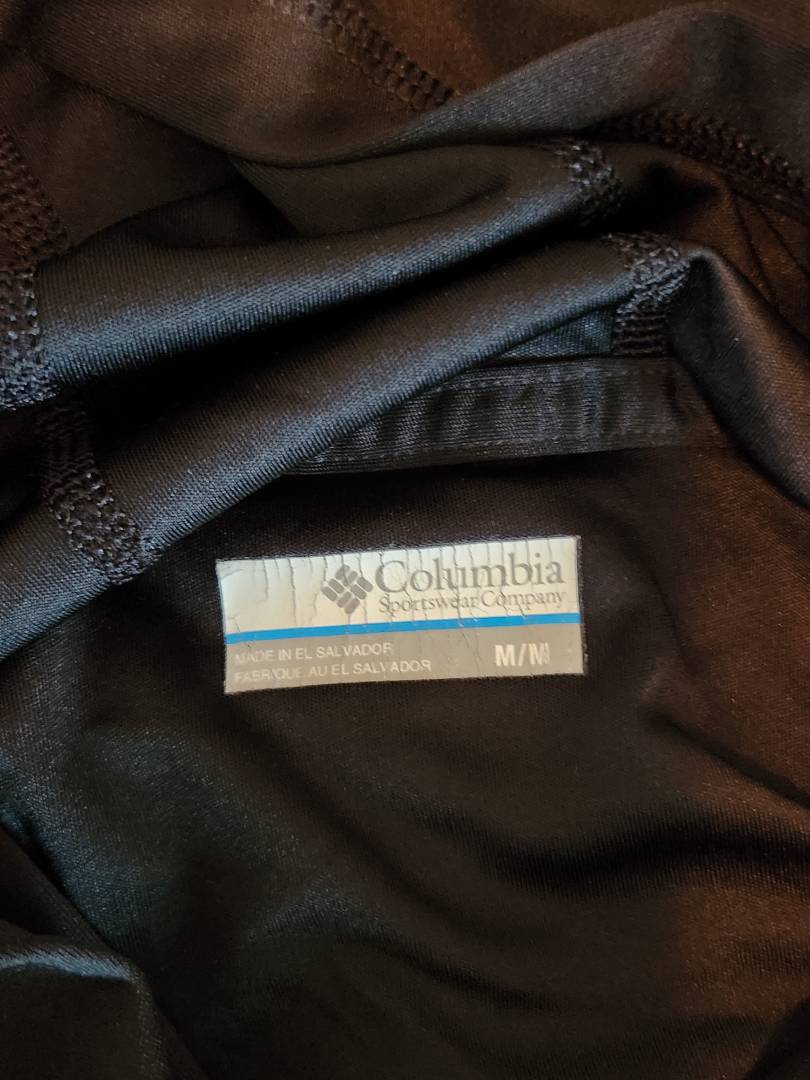 Columbia
Sportswear Company
MADE IN EL SALVADOR
FABRIQUE AU EL SALVADOR
M/M